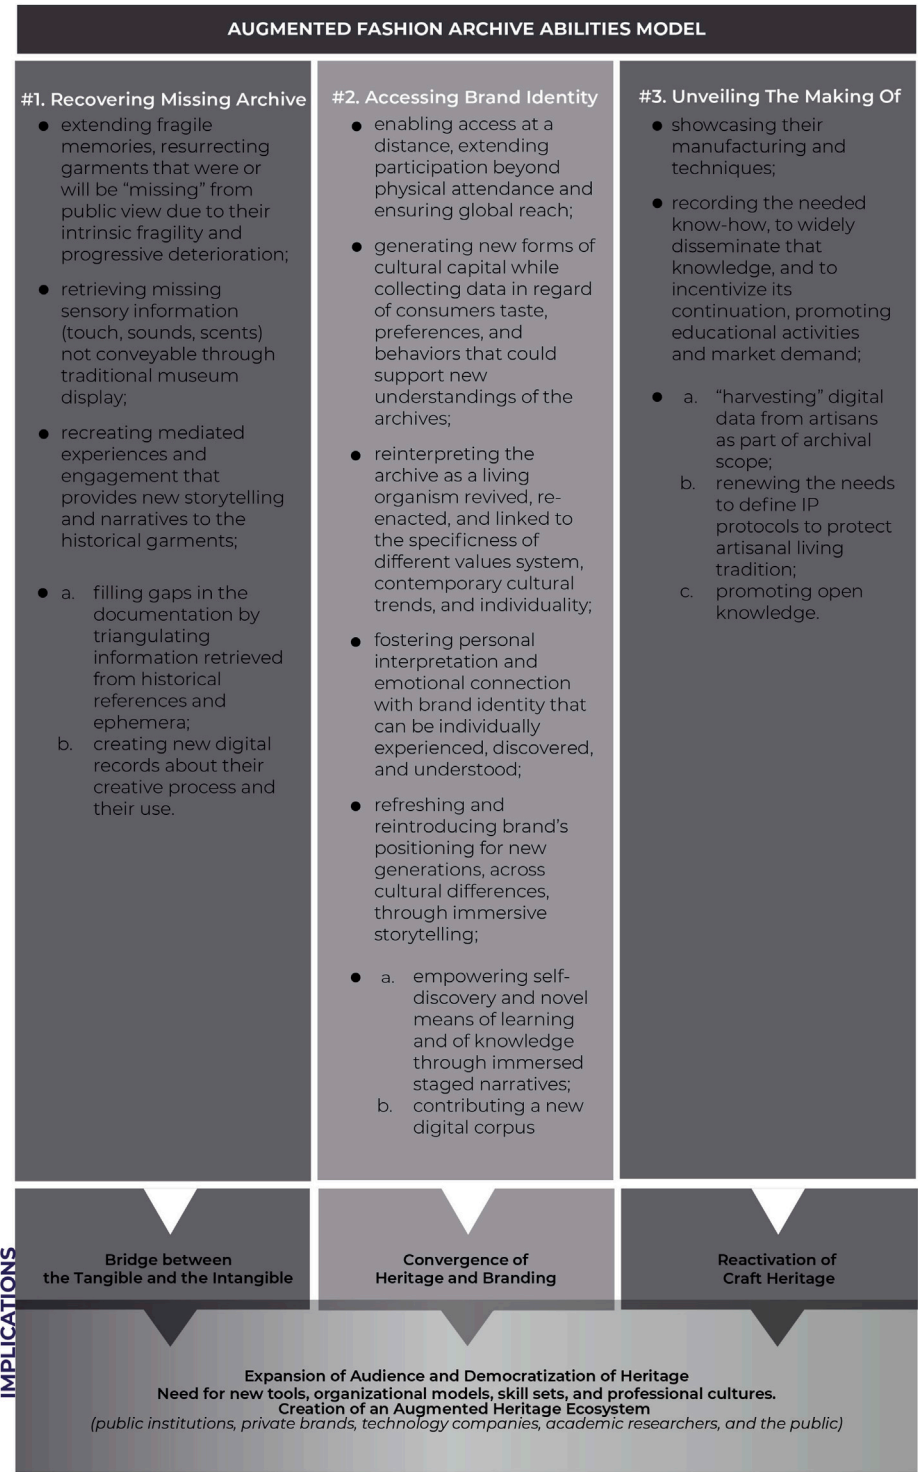 AUGMENTED FASHION ARCHIVE ABILITIES MODEL
#1. Recovering Missing Archive
● extending fragile
memories, resurrecting
garments that were or
will be “missing” from
public view due to their
intrinsic fragility and
progressive deterioration;
● retrieving missing
sensory information
(touch, sounds, scents)
not conveyable through
traditional museum
display;
● recreating mediated
experiences and
engagement that
provides new storytelling
and narratives to the
historical garments;
● a. filling gaps in the
documentation by
triangulating
information retrieved
from historical
references and
ephemera;
b. creating new digital
records about their
creative process and
their use.
#2. Accessing Brand Identity
● enabling access at a
distance, extending
participation beyond
physical attendance and
ensuring global reach;
● generating new forms of
cultural capital while
collecting data in regard
of consumers taste,
preferences, and
behaviors that could
support new
understandings of the
archives;
● reinterpreting the
archive as a living
organism revived, re-
enacted, and linked to
the specificness of
different values system,
contemporary cultural
trends, and individuality;
● fostering personal
interpretation and
emotional connection
with brand identity that
can be individually
experienced, discovered,
and understood;
● refreshing and
reintroducing brand’s
positioning for new
generations, across
cultural differences,
through immersive
storytelling;
● a. empowering self-
discovery and novel
means of learning
and of knowledge
through immersed
staged narratives;
b. contributing a new
digital corpus
#3. Unveiling The Making Of
● showcasing their
manufacturing and
techniques;
● recording the needed
know-how, to widely
disseminate that
knowledge, and to
incentivize its
continuation, promoting
educational activities
and market demand;
● a. “harvesting” digital
data from artisans
as part of archival
scope;
b. renewing the needs
to define IP
protocols to protect
artisanal living
tradition;
c. promoting open
knowledge.
IMPLICATIONS
Bridge between
the Tangible and the Intangible
Convergence of
Heritage and Branding
Reactivation of
Craft Heritage
Expansion of Audience and Democratization of Heritage
Need for new tools, organizational models, skill sets, and professional cultures.
Creation of an Augmented Heritage Ecosystem
(public institutions, private brands, technology companies, academic researchers, and the public)